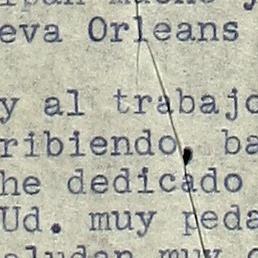 eva Orleans
y al trabajo
ribiendo, ba
he dedicado
Ud. muy peda